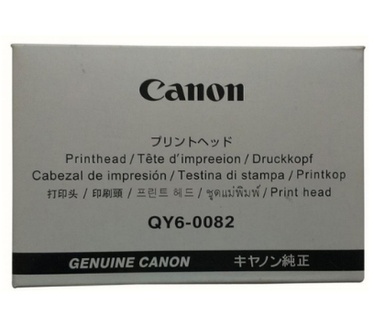 Canon
プリントヘッド
Printhead / Tête d'impreeion / Druckkopf
Cabezal de impresión / Testina di stampa / Printkop
打印头 / 印刷頭 / 프린트 헤드 / ชุดแม่พิมพ์ / Print head
QY6-0082
GENUINE CANON キヤノン純正